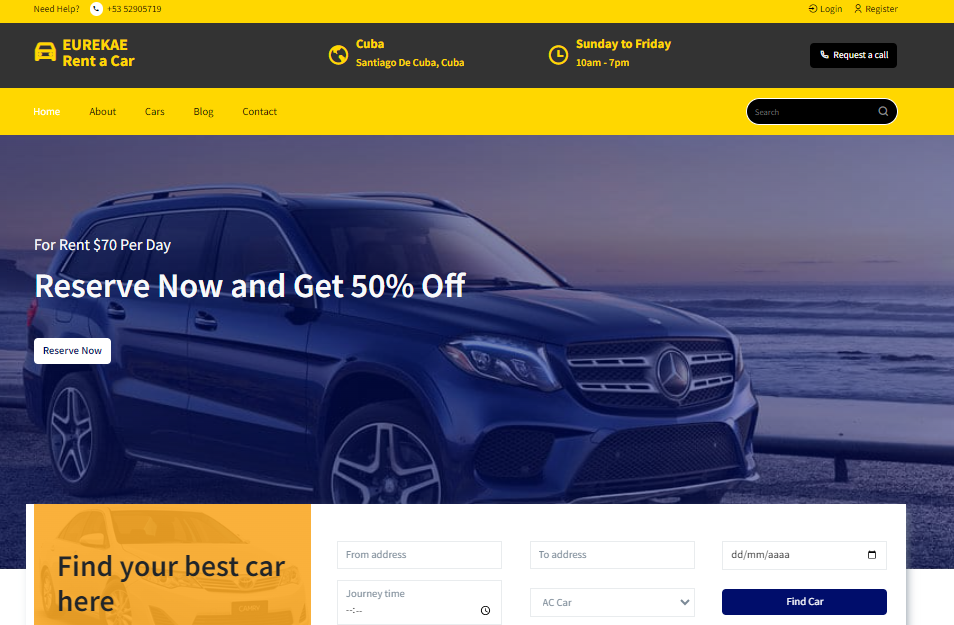 Need Help? +53 52905719 Login Register
EUREKAE
Rent a Car
Cuba
Santiago De Cuba, Cuba
Sunday to Friday
10am - 7pm
Request a call
Home About Cars Blog Contact Search
For Rent $70 Per Day
Reserve Now and Get 50% Off
Reserve Now
Find your best car
here
From address To address dd/mm/aaaa
Journey time
--:-- AC Car Find Car